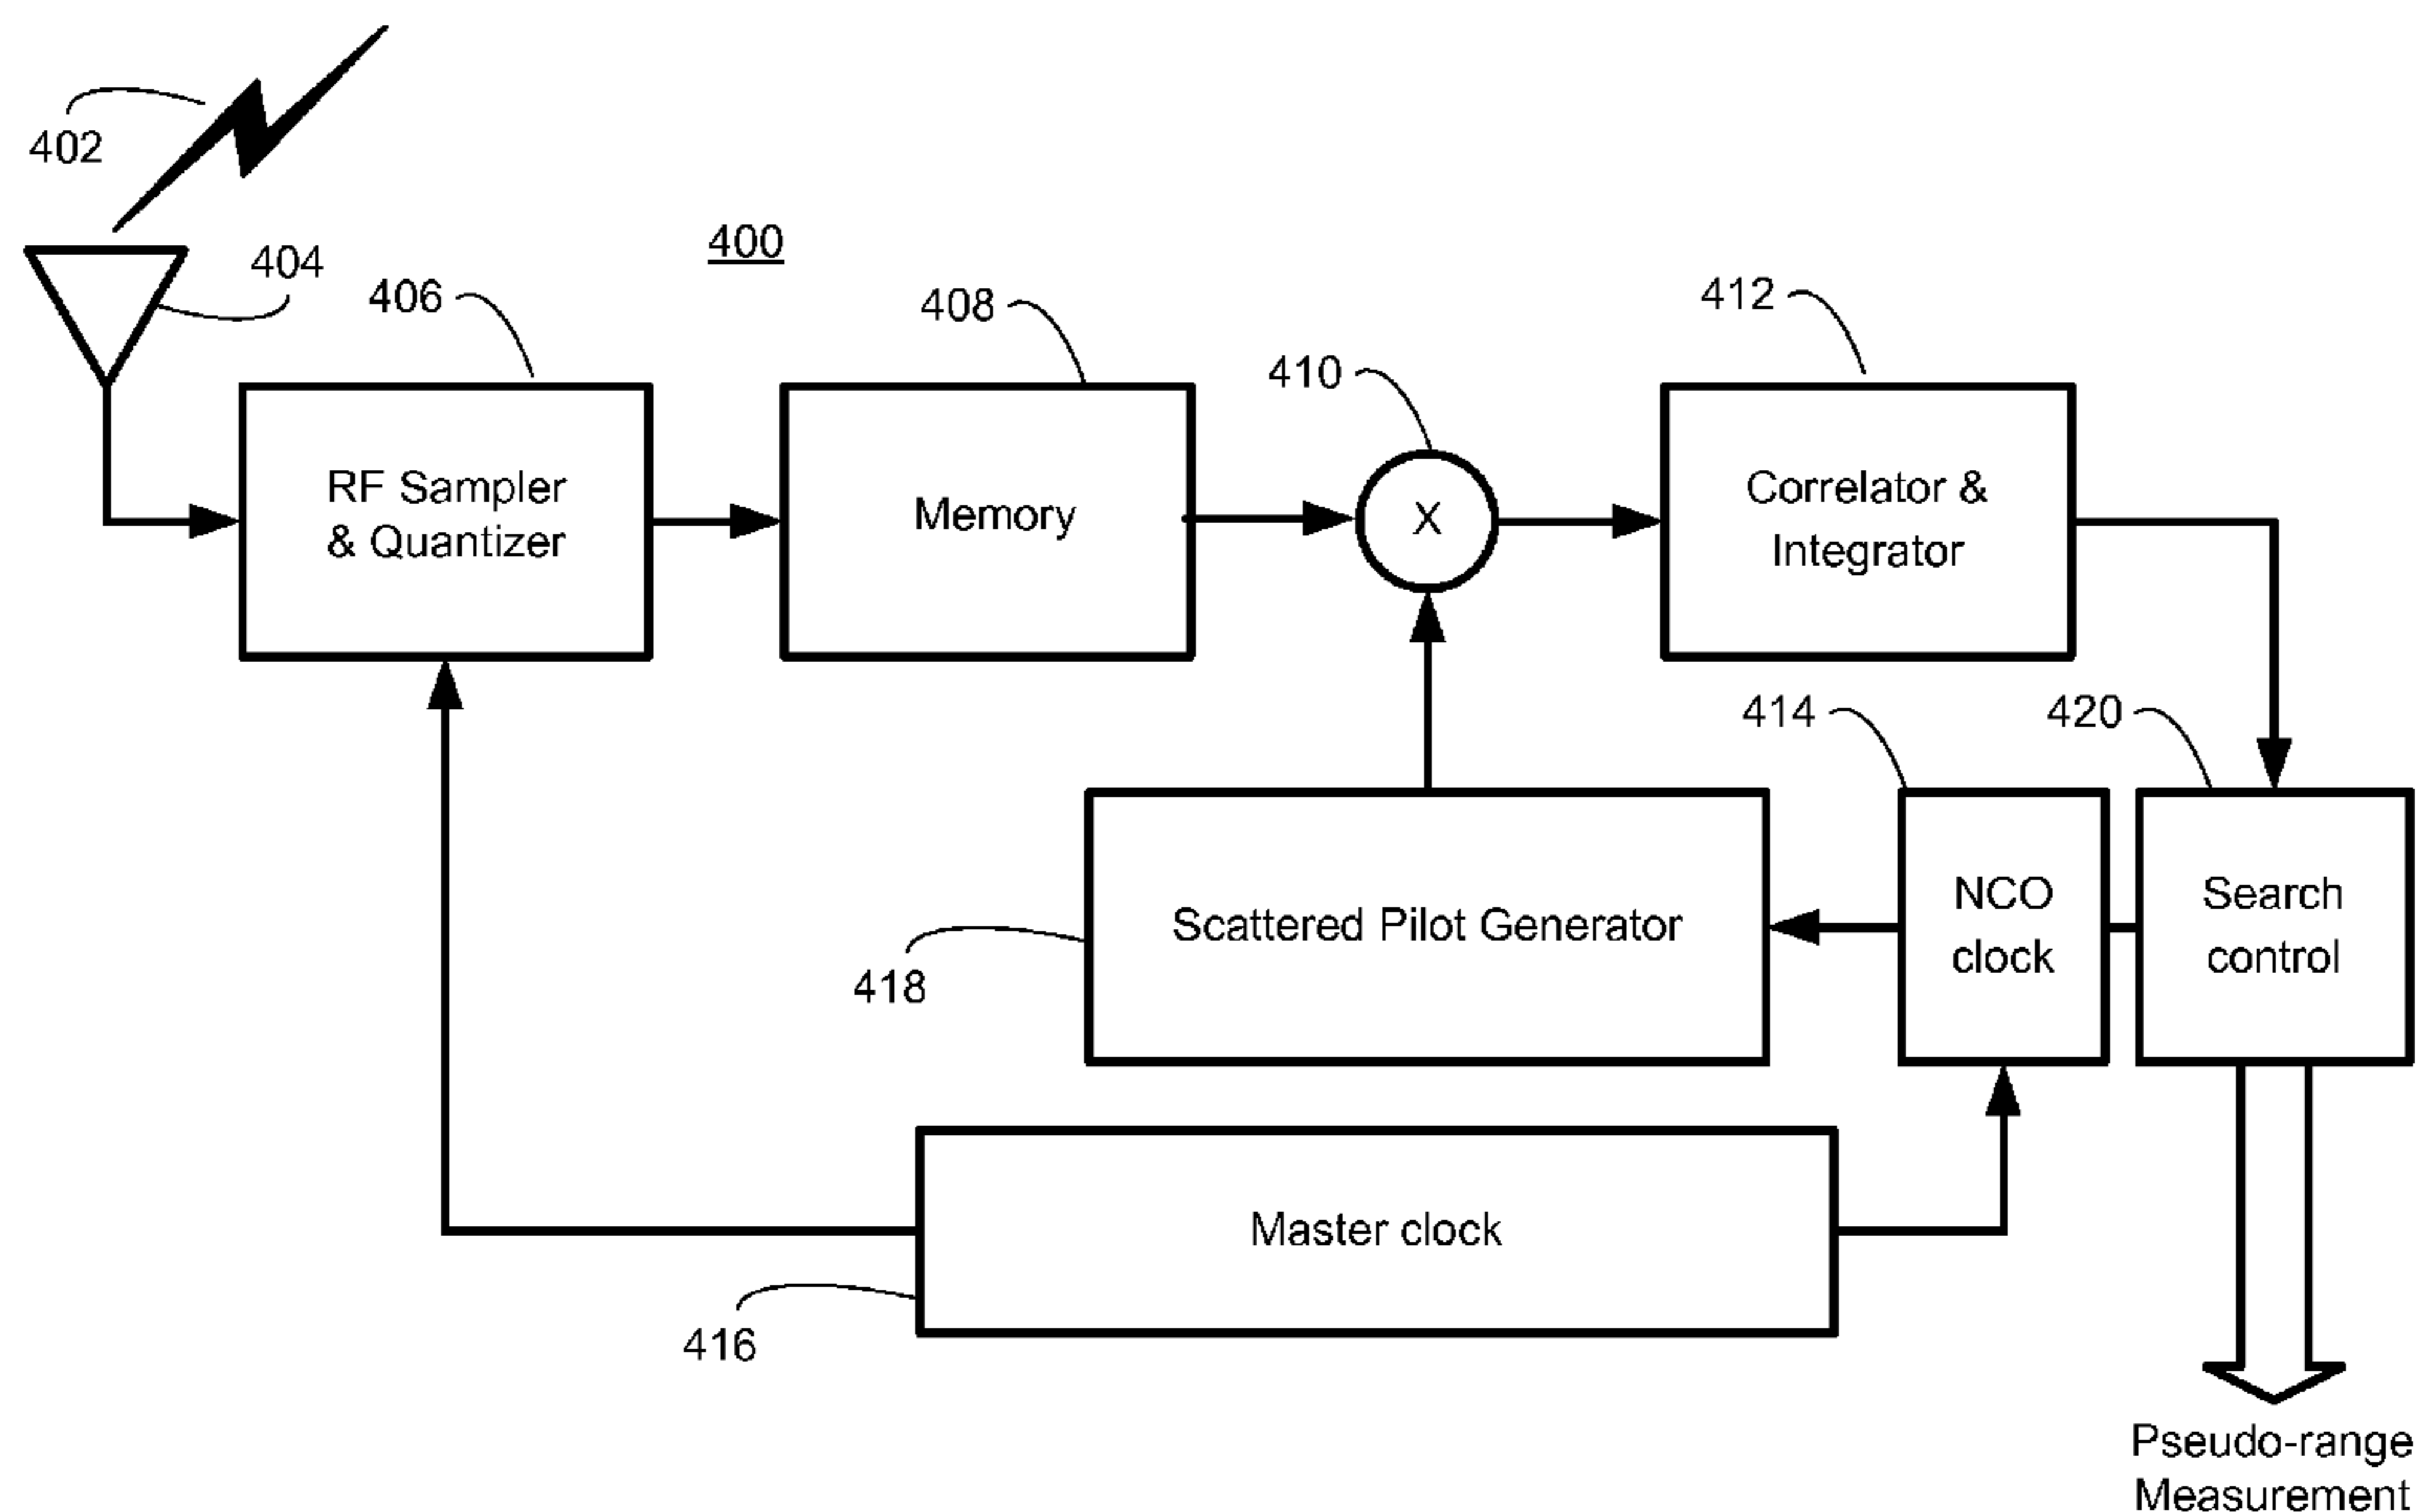 402
400
404
406
408
412
410
RF Sampler
& Quantizer
Memory
X
Correlator &
Integrator
414
420
Scattered Pilot Generator
NCO
clock
Search
control
418
Master clock
416
Pseudo-range
Measurement